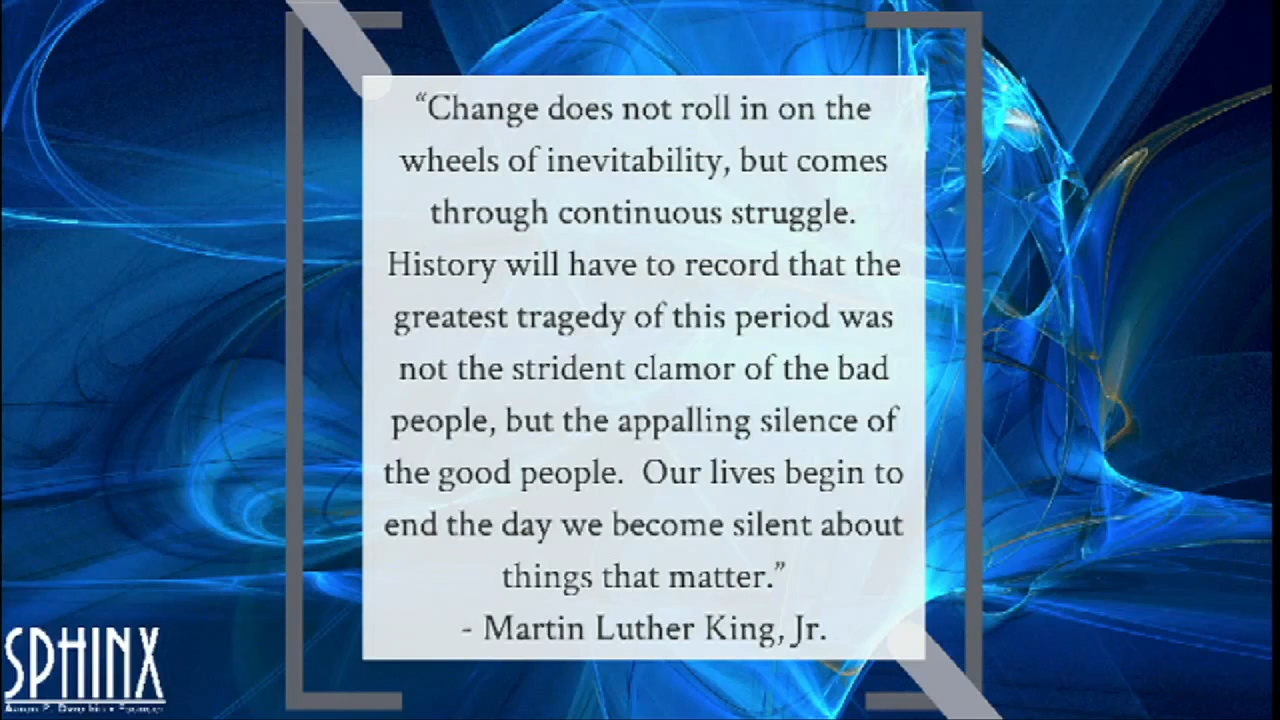 “Change does not roll in on the
wheels of inevitability, but comes
through continuous struggle.
History will have to record that the
greatest tragedy of this period was
not the strident clamor of the bad
people, but the appalling silence of
the good people.  Our lives begin to
end the day we become silent about
things that matter.”
- Martin Luther King, Jr.
SPHINX